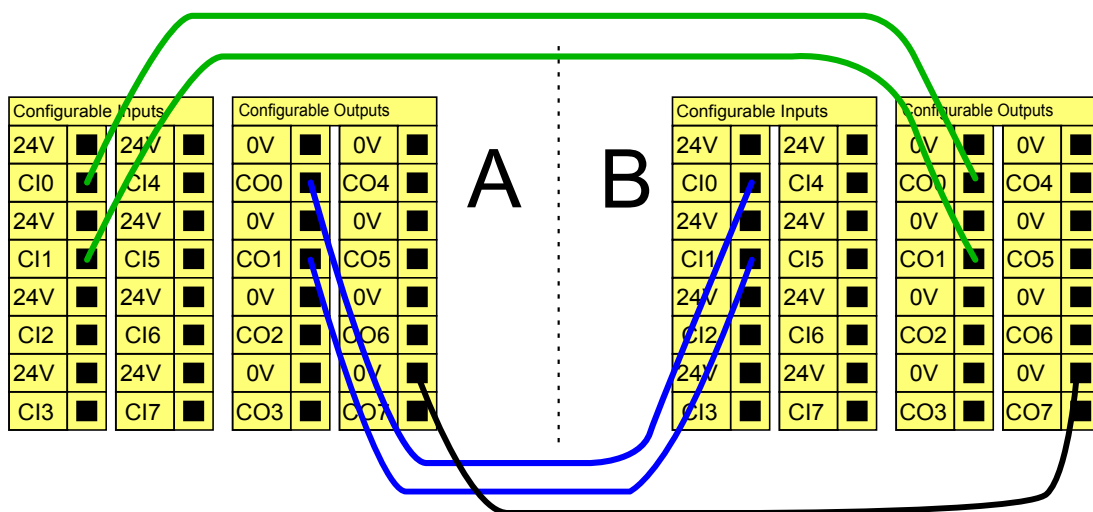 Configurable Inputs
24V 24V
CI0 CI4
24V 24V
CI1 CI5
24V 24V
CI2 CI6
24V 24V
CI3 CI7
Configurable Outputs
0V 0V
CO0 CO4
0V 0V
CO1 CO5
0V 0V
CO2 CO6
0V 0V
CO3 CO7
A
B
Configurable Inputs
24V 24V
CI0 CI4
24V 24V
CI1 CI5
24V 24V
CI2 CI6
24V 24V
CI3 CI7
Configurable Outputs
0V 0V
CO0 CO4
0V 0V
CO1 CO5
0V 0V
CO2 CO6
0V 0V
CO3 CO7